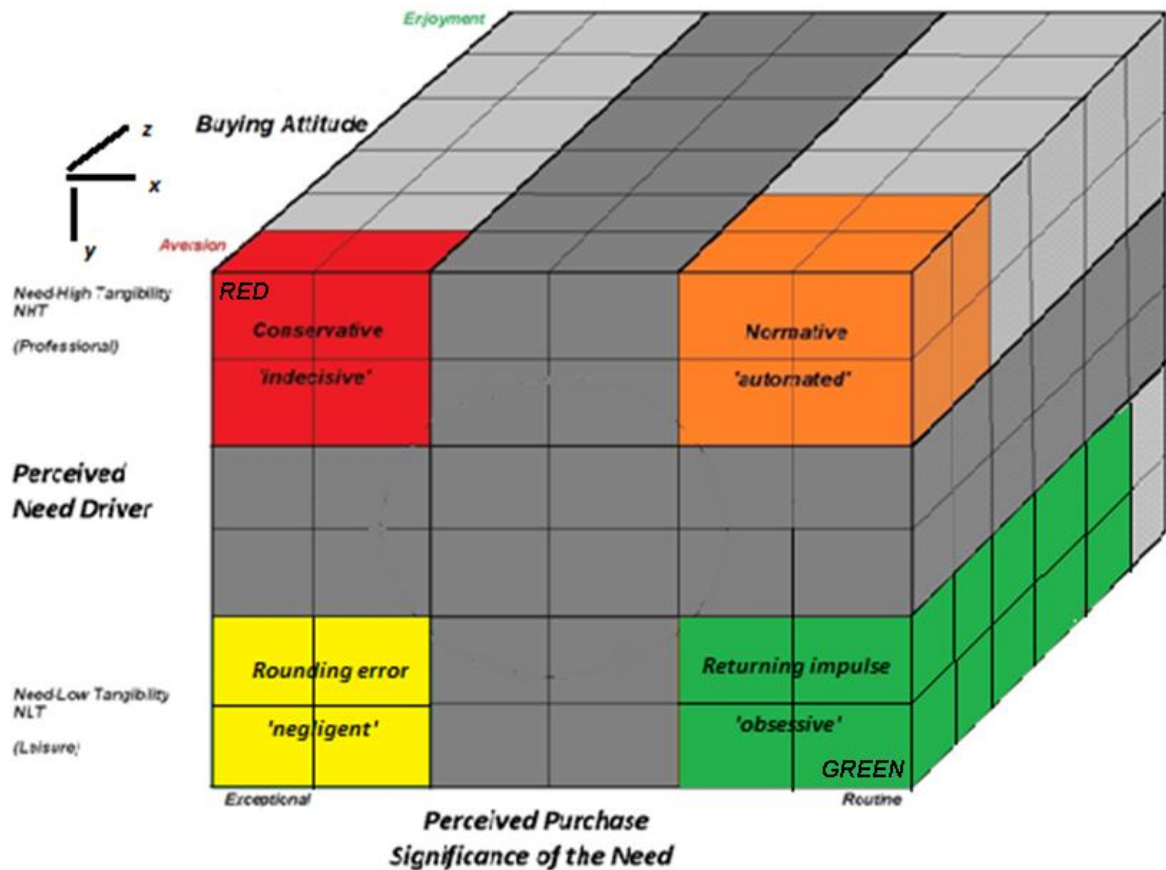 Enjoyment
Buying Attitude
z
x
y
Aversion
Need-High Tangibility
NHT
(Professional)
RED
Conservative
'indecisive'
Normative
'automated'
Perceived
Need Driver
Need-Low Tangibility
NLT
(Leisure)
Rounding error
'negligent'
Returning impulse
'obsessive'
GREEN
Exceptional
Routine
Perceived Purchase
Significance of the Need